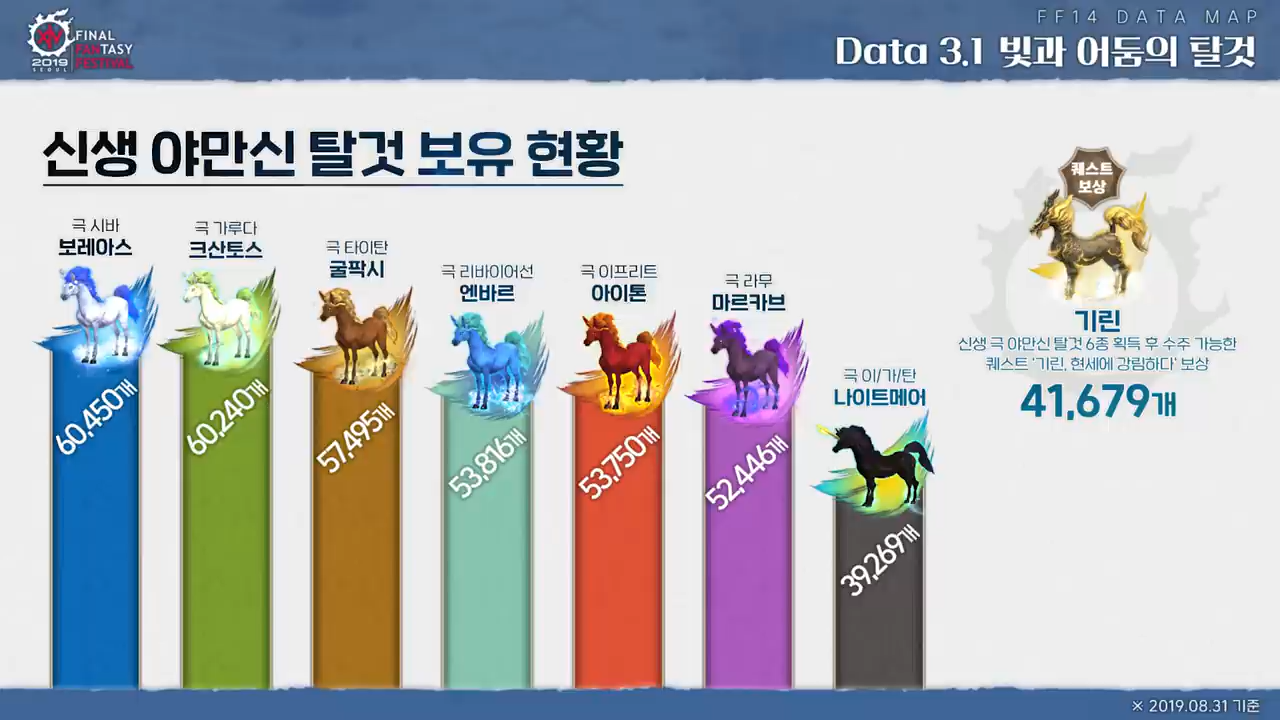 XIV FINAL
FANTASY
2019 FESTIVAL
SEOUL
FF14 DATA MAP
Data 3.1 빛과 어둠의 탈것
신생 야만신 탈것 보유 현황
극 시바
보레아스
60,450개
극 가루다
크산토스
60,240개
극 타이탄
굴팍시
57,495개
극 리바이어선
엔바르
53,816개
극 이프리트
아이톤
53,750개
극 라무
마르카브
52,446개
극 이/가/탄
나이트메어
39,269개
퀘스트
보상
기린
신생 극 야만신 탈것 6종 획득 후 수주 가능한
퀘스트 '기린, 현세에 강림하다' 보상
41,679개
※ 2019.08.31 기준